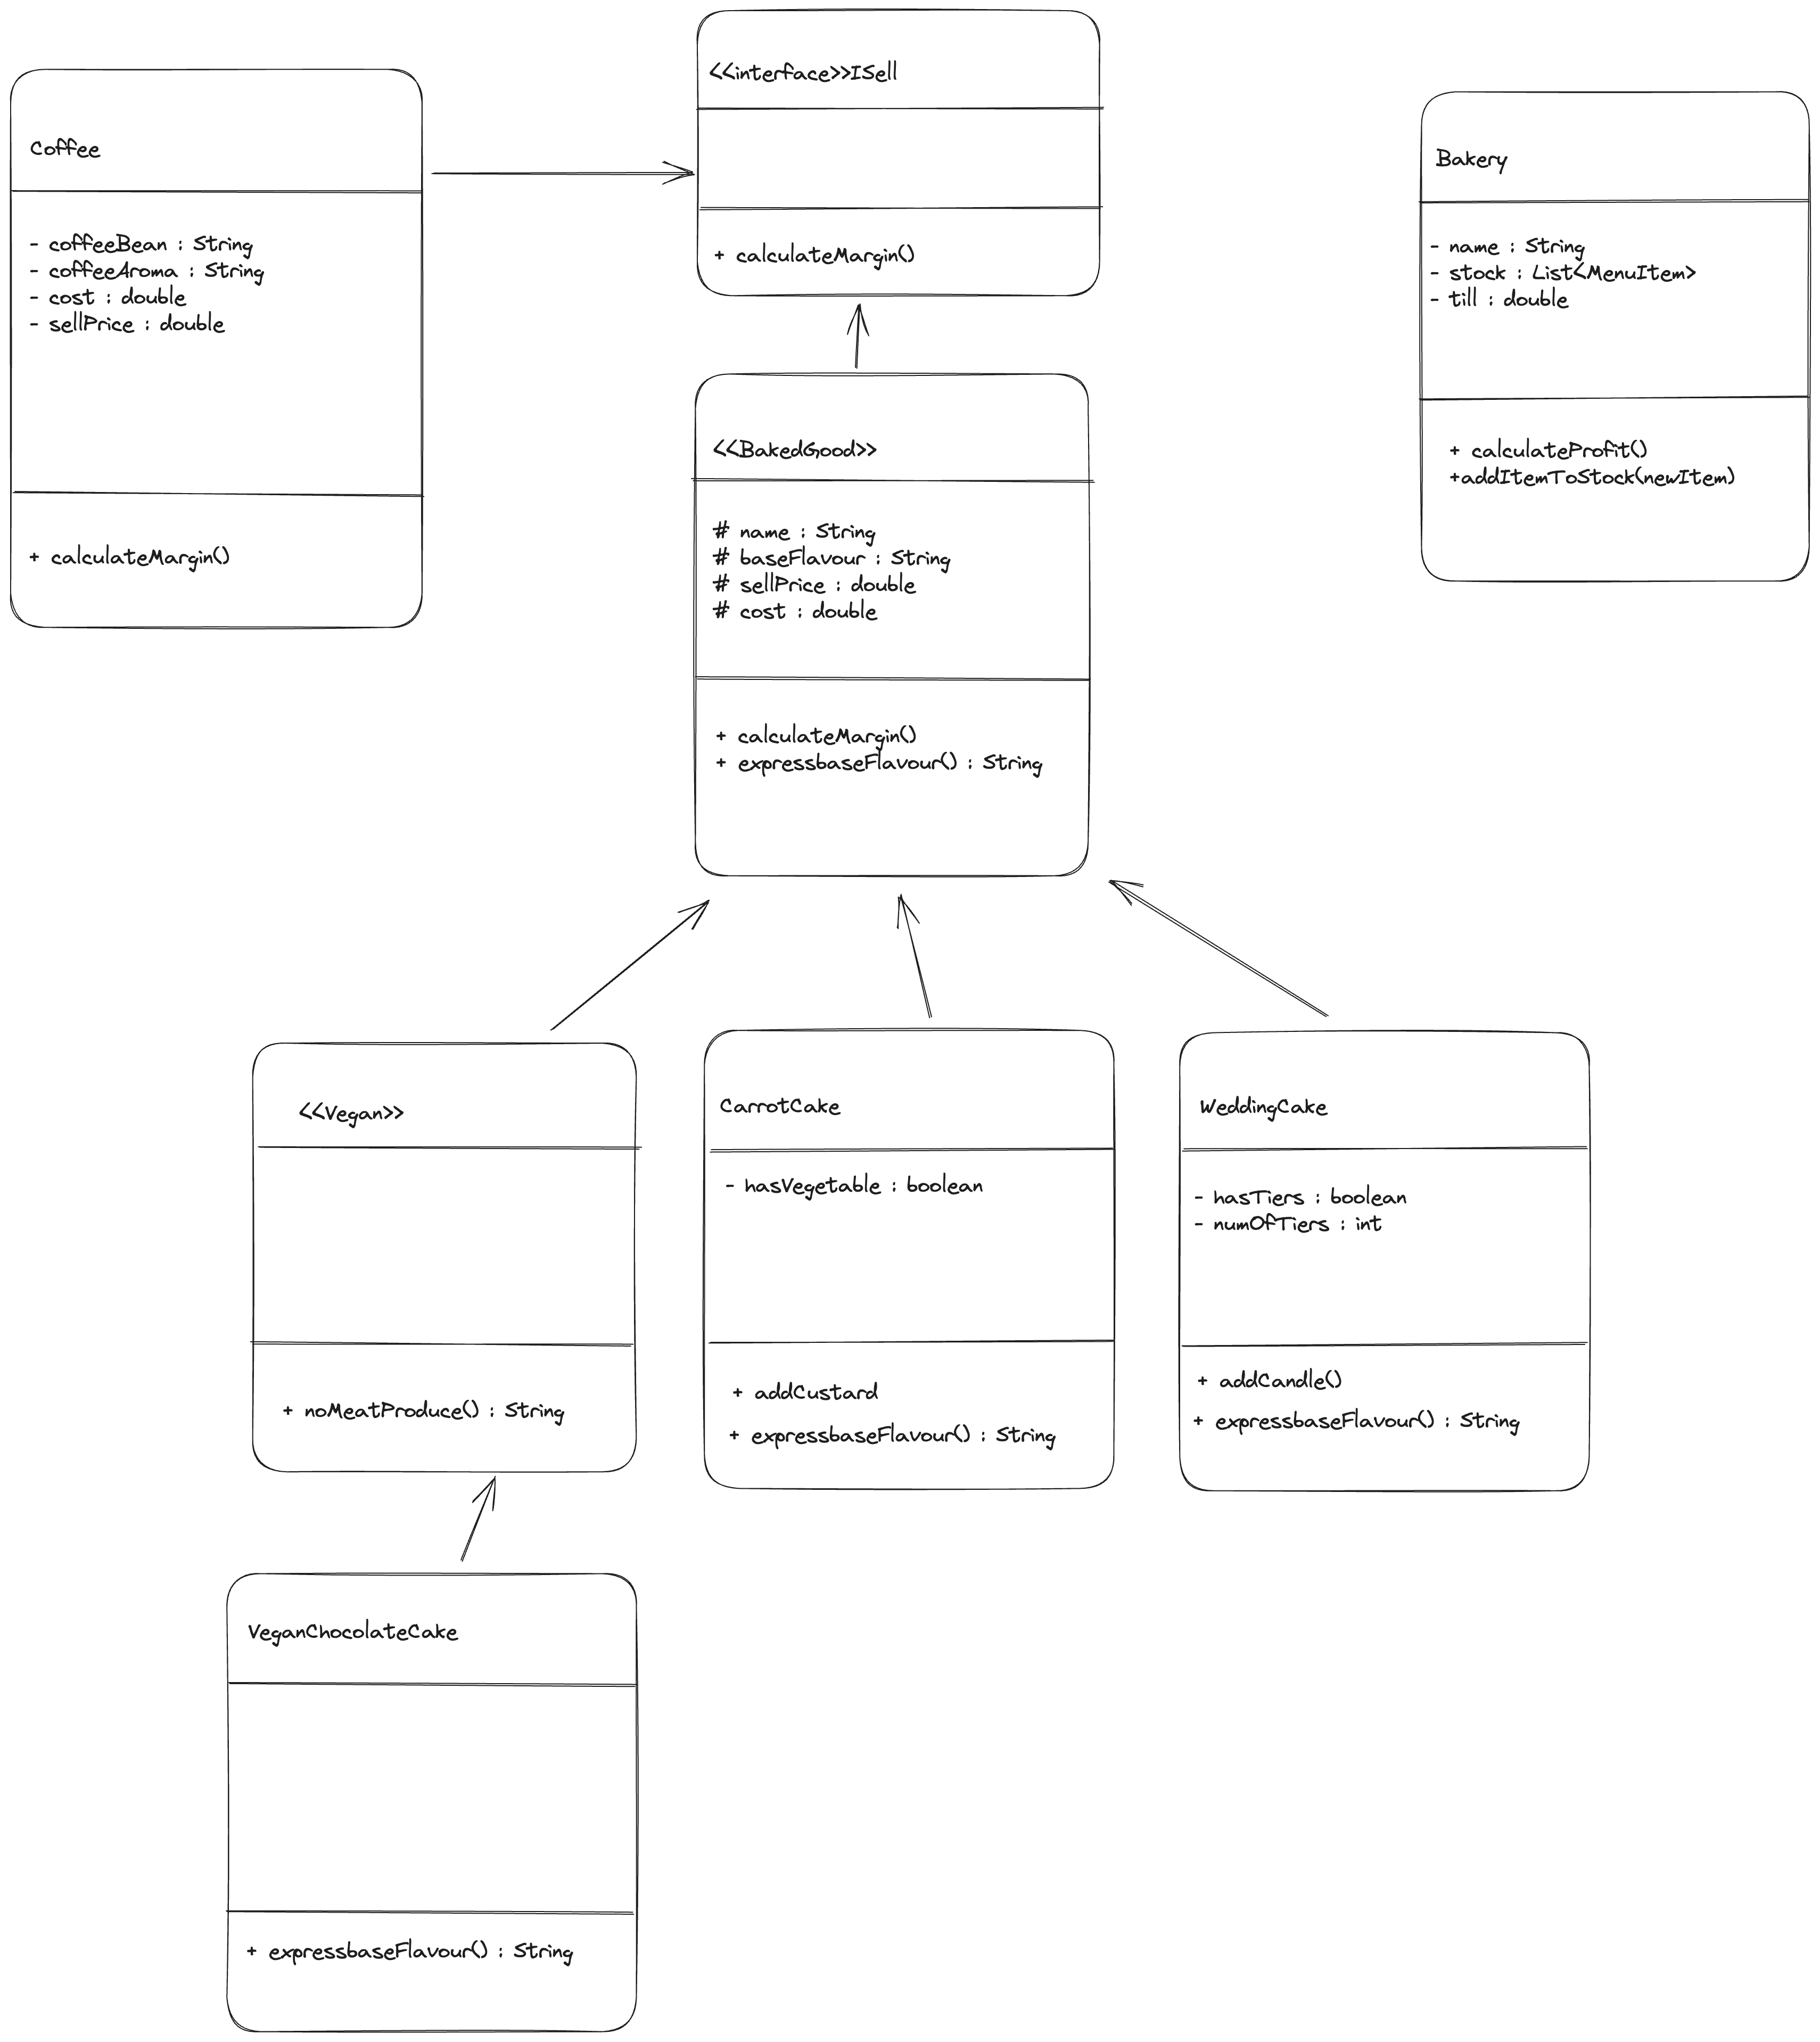 <<interface>>ISell
+ calculateMargin()
Coffee
- coffeeBean : String
- coffeeAroma : String
- cost : double
- sellPrice : double
+ calculateMargin()
Bakery
- name : String
- stock : List<MenuItem>
- till : double
+ calculateProfit()
+addItemToStock(newItem)
<<BakedGood>>
# name : String
# baseFlavour : String
# sellPrice : double
# cost : double
+ calculateMargin()
+ expressbaseFlavour() : String
<<Vegan>>
+ noMeatProduce() : String
CarrotCake
- hasVegetable : boolean
+ addCustard
+ expressbaseFlavour() : String
WeddingCake
- hasTiers : boolean
- numOfTiers : int
+ addCandle()
+ expressbaseFlavour() : String
VeganChocolateCake
+ expressbaseFlavour() : String